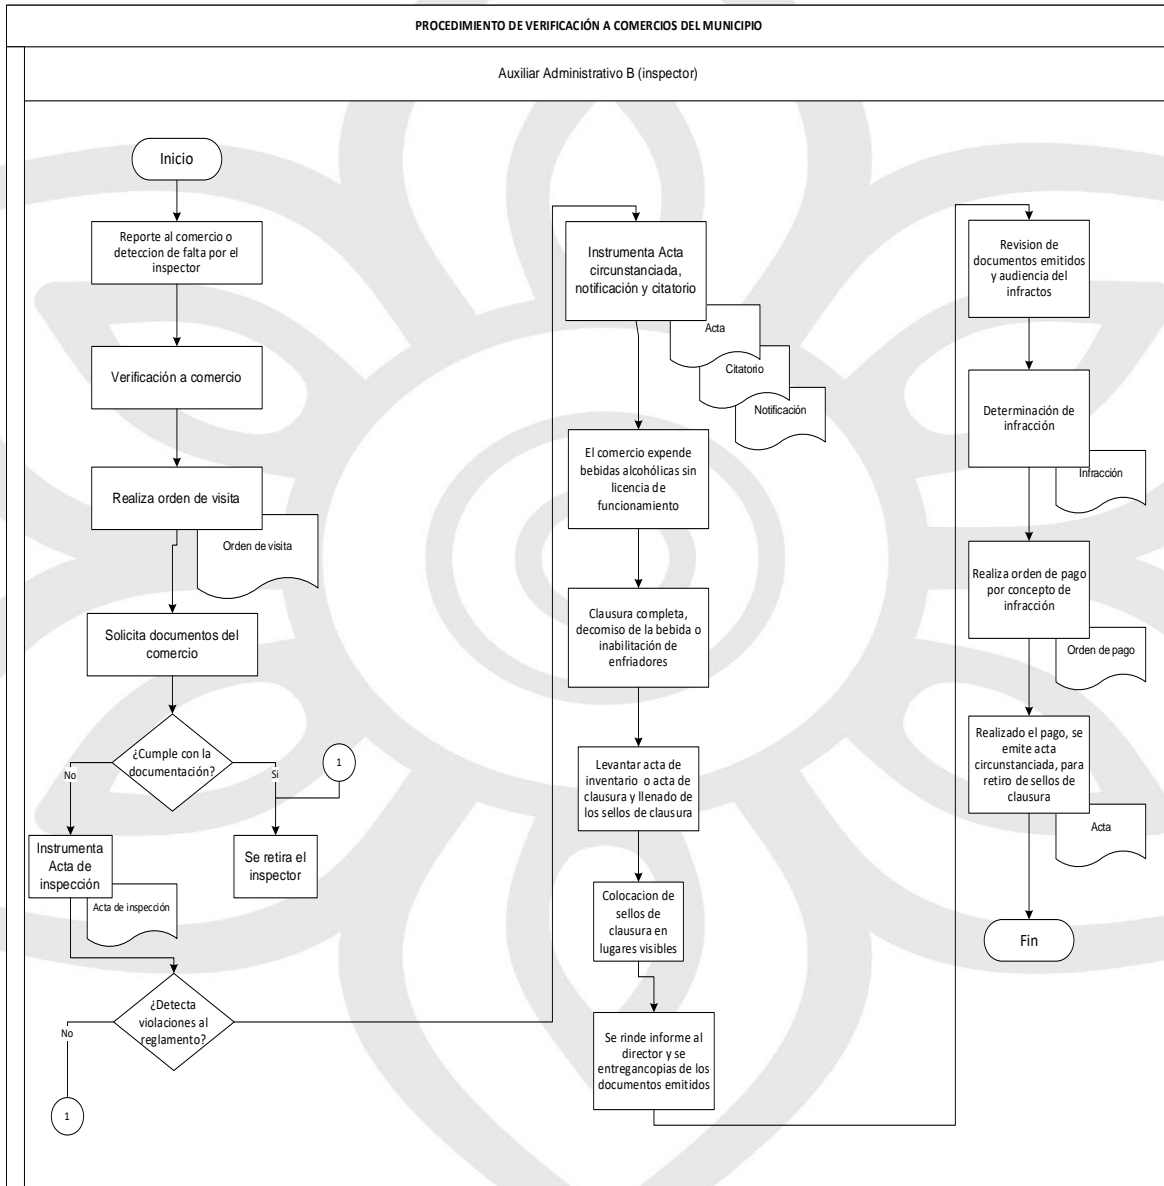 PROCEDIMIENTO DE VERIFICACIÓN A COMERCIOS DEL MUNICIPIO
Auxiliar Administrativo B (inspector)
Inicio
Reporte al comercio o
deteccion de falta por el
inspector
Verificación a comercio
Realiza orden de visita
Orden de visita
Solicita documentos del
comercio
¿Cumple con la
documentación?
No
Si
1
Instrumenta
Acta de
inspección
Acta de inspección
Se retira el
inspector
¿Detecta
violaciones al
reglamento?
No
1
Instrumenta Acta
circunstanciada,
notificación y citatorio
Acta
Citatorio
Notificación
El comercio expende
bebidas alcohólicas sin
licencia de
funcionamiento
Clausura completa,
decomiso de la bebida o
inabilitación de
enfriadores
Levantar acta de
inventario o acta de
clausura y llenado de
los sellos de clausura
Colocacion de
sellos de
clausura en
lugares visibles
Se rinde informe al
director y se
entregancopias de los
documentos emitidos
Revision de
documentos emitidos
y audiencia del
infractos
Determinación de
infracción
Infracción
Realiza orden de pago
por concepto de
infracción
Orden de pago
Realizado el pago, se
emite acta
circunstanciada, para
retiro de sellos de
clausura
Acta
Fin